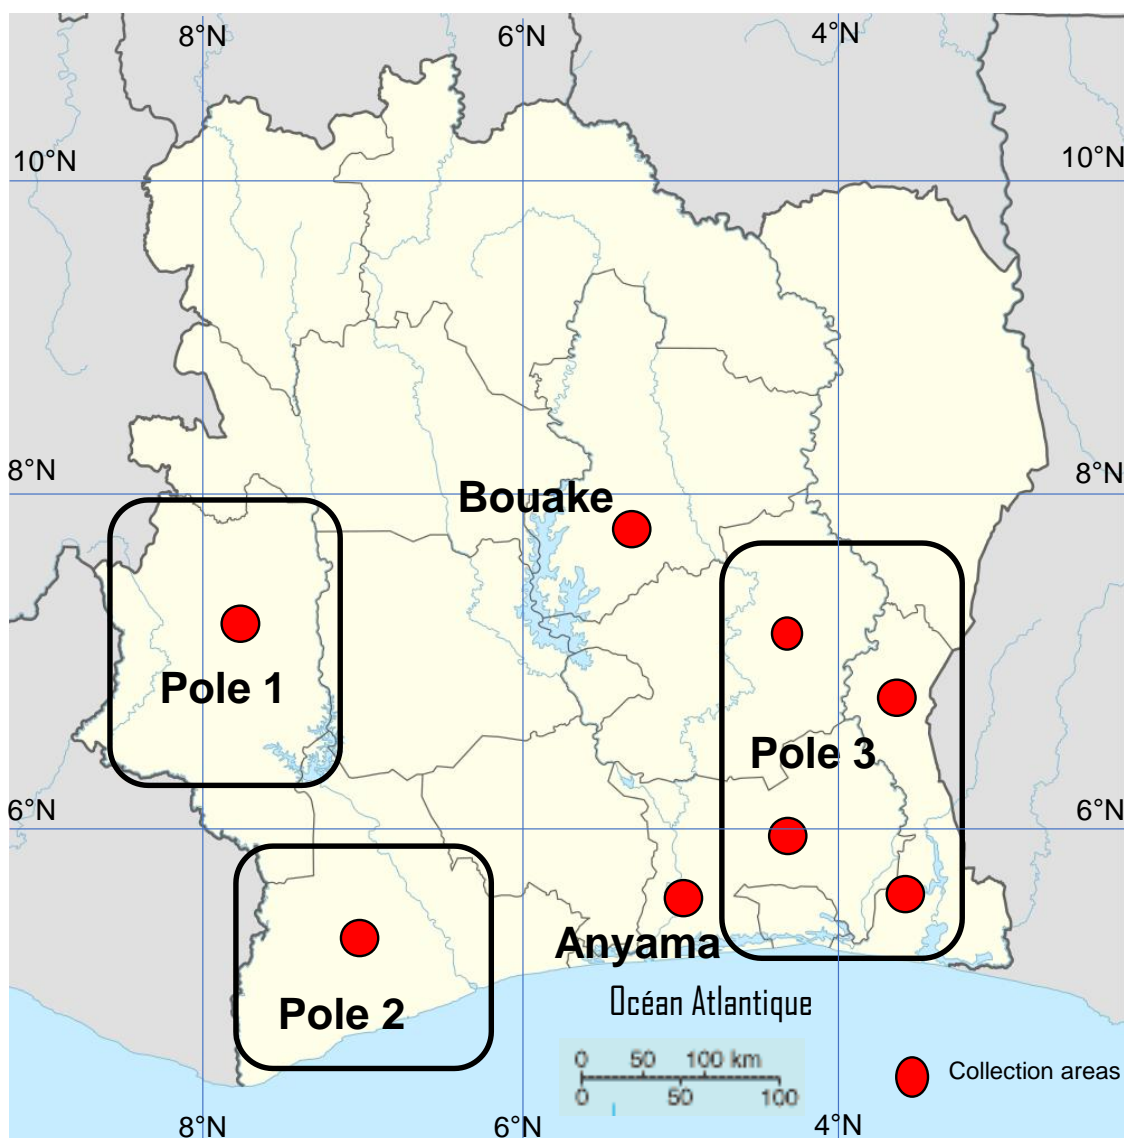 8°N 6°N 4°N
10°N 10°N
8°N 8°N
Bouake
Pole 1
Pole 3
6°N 6°N
Anyama
Pole 2
Océan Atlantique
0 50 100 km
0 50 100
Collection areas
8°N 6°N 4°N